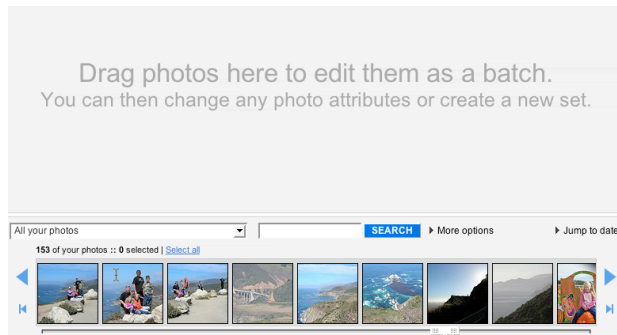 Drag photos here to edit them as a batch.
You can then change any photo attributes or create a new set.
All your photos SEARCH More options Jump to date
153 of your photos :: 0 selected | Select all